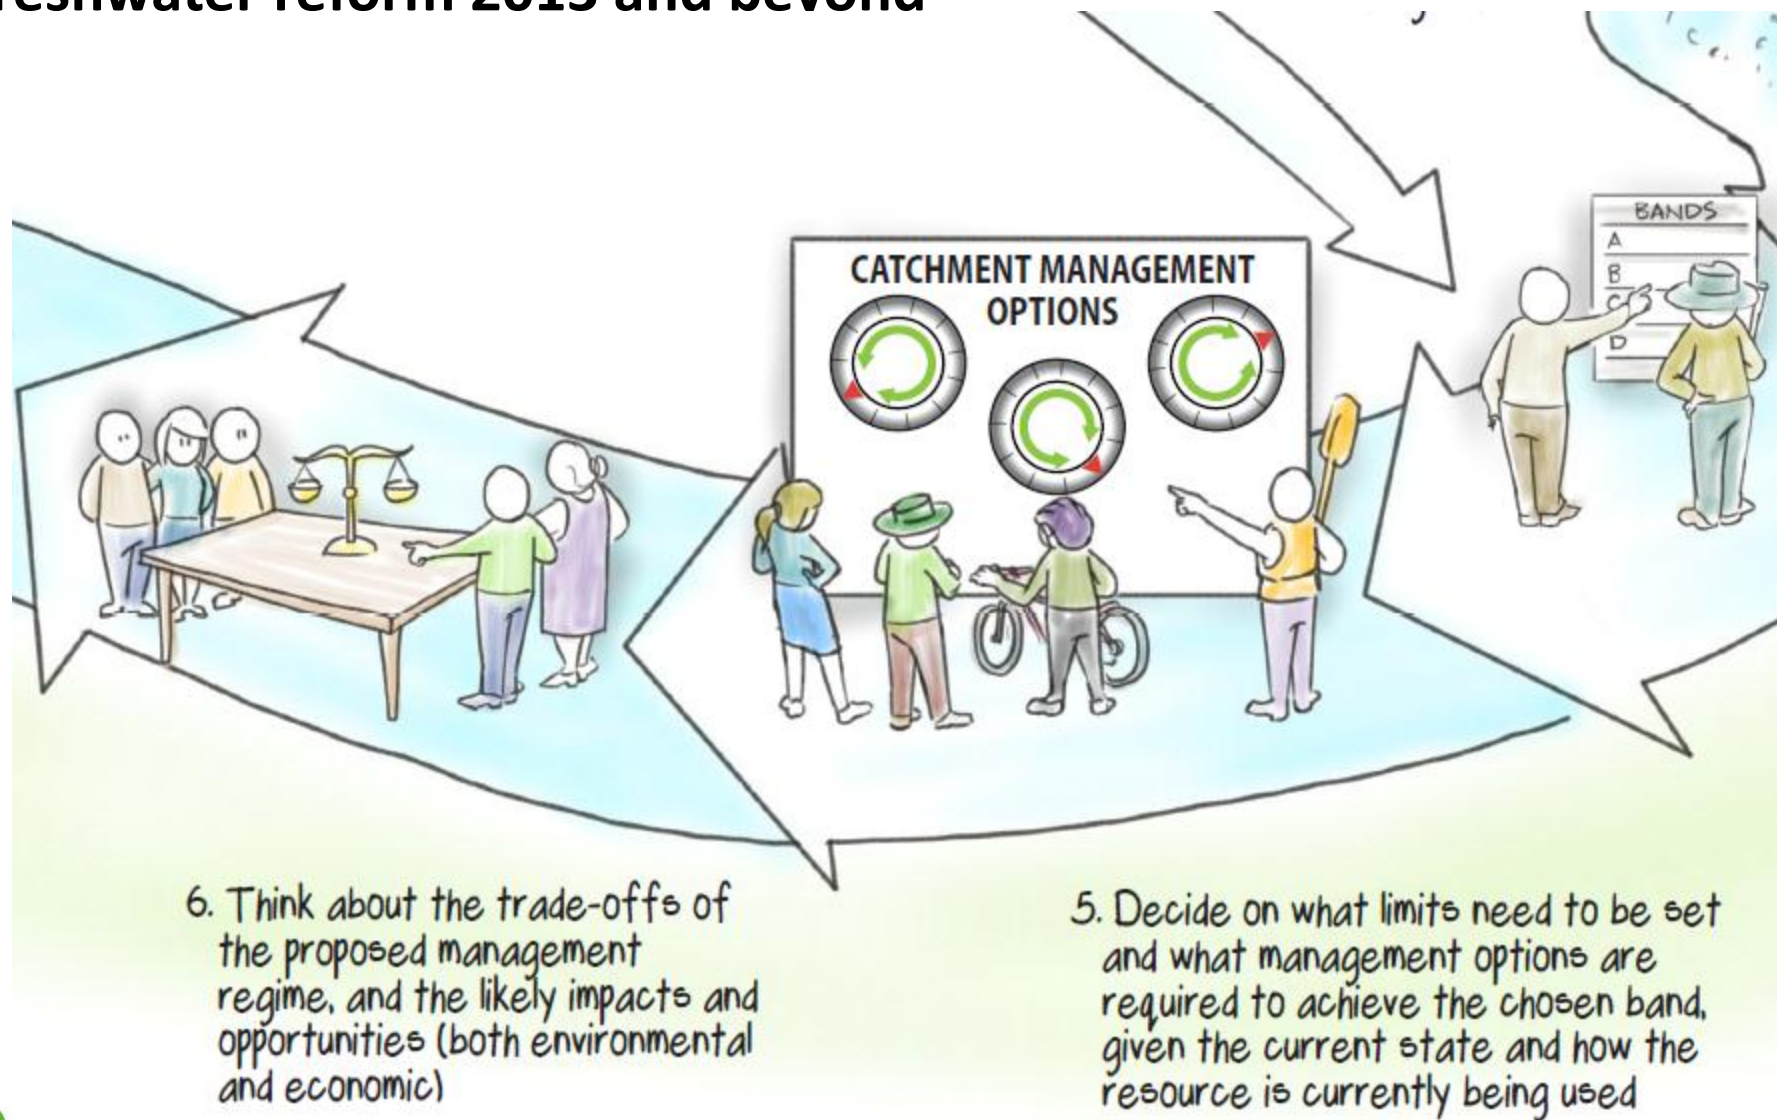 reshwater reform 2013 and beyond
BANDS
A
B
C
D
CATCHMENT MANAGEMENT
OPTIONS
6. Think about the trade-offs of
the proposed management
regime, and the likely impacts and
opportunities (both environmental
and economic)
5. Decide on what limits need to be set
and what management options are
required to achieve the chosen band,
given the current state and how the
resource is currently being used